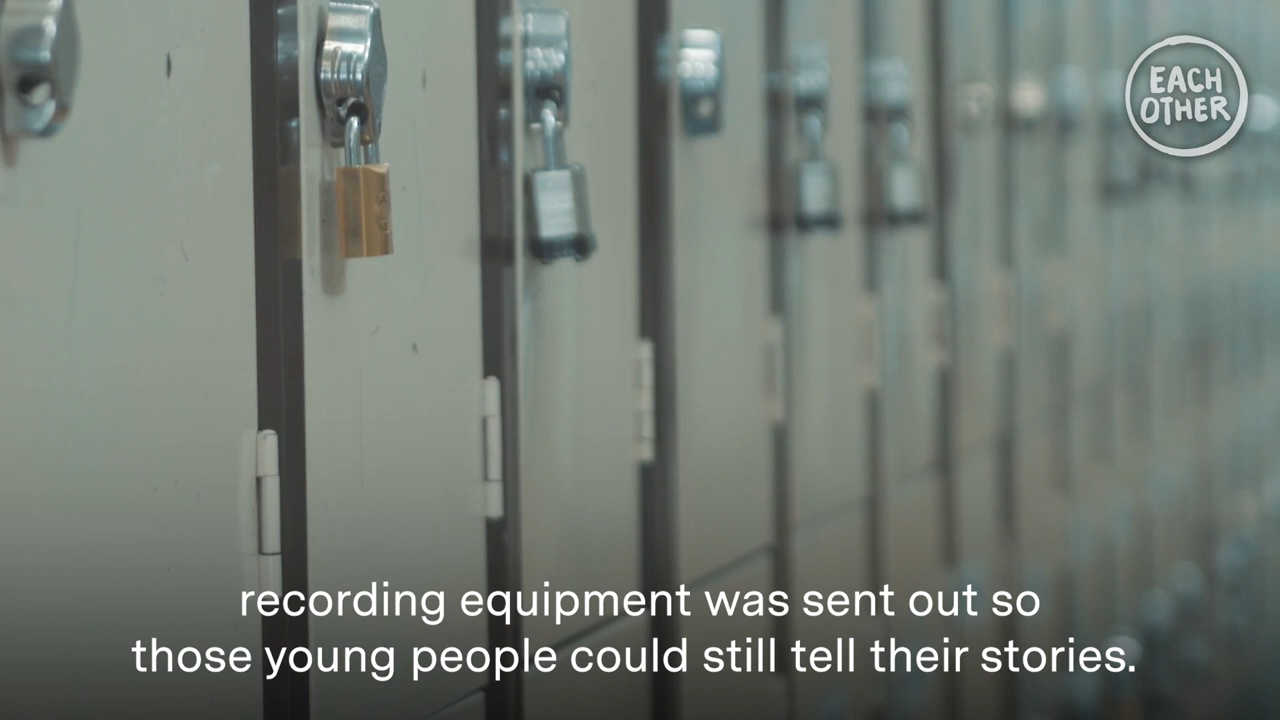 EACH
OTHER
recording equipment was sent out so
those young people could still tell their stories.